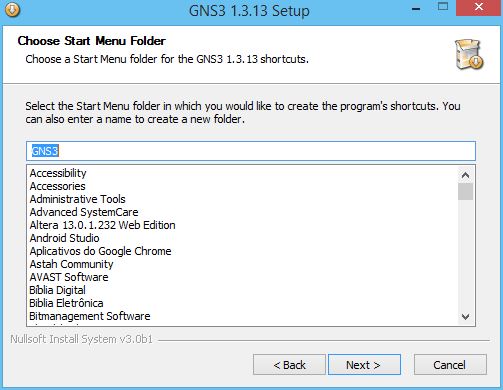 GNS3 1.3.13 Setup
Choose Start Menu Folder
Choose a Start Menu folder for the GNS3 1.3.13 shortcuts.
Select the Start Menu folder in which you would like to create the program's shortcuts. You
can also enter a name to create a new folder.
GNS3
Accessibility
Accessories
Administrative Tools
Advanced SystemCare
Altera 13.0.1.232 Web Edition
Android Studio
Aplicativos do Google Chrome
Astah Community
AVAST Software
Bíblia Digital
Bíblia Eletrônica
Bitmanagement Software
Nullsoft Install System v3.0b1
< Back
Next >
Cancel